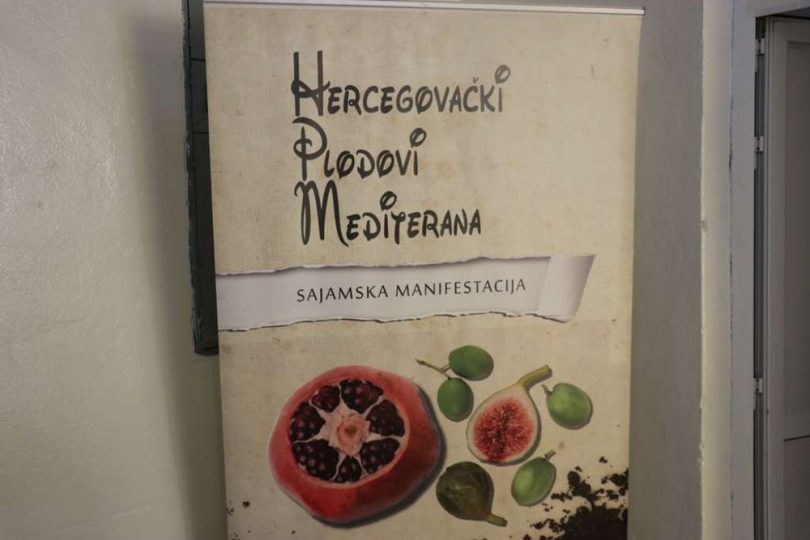 HERCEGOVAČKI
PLODOVI
MEDITERANA
SAJAMSKA MANIFESTACIJA